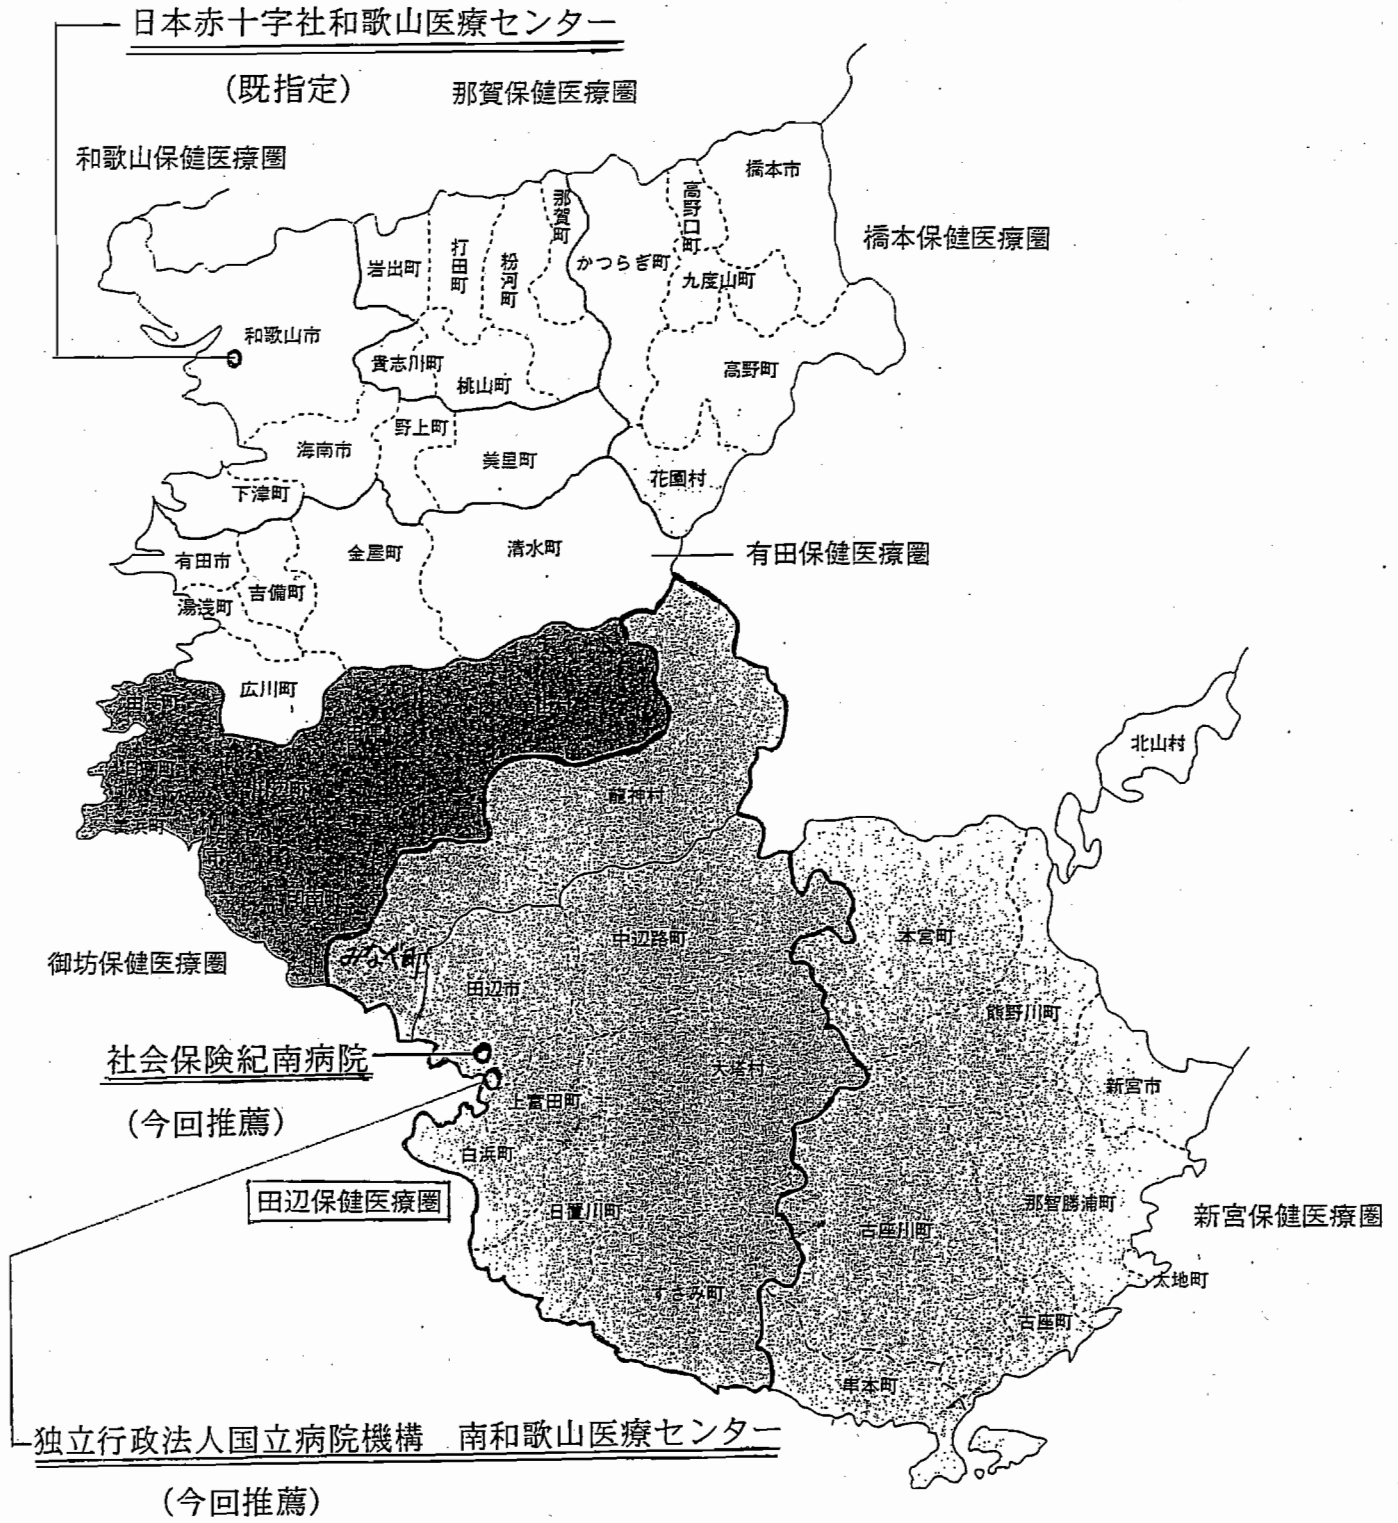 日本赤十字社和歌山医療センター
(既指定)
那賀保健医療圏
和歌山保健医療圏
橋本市
高野口町
那賀町
打田町
粉河町
岩出町
かつらぎ町
九度山町
橋本保健医療圏
和歌山市
貴志川町
桃山町
高野町
野上町
海南市
美里町
花園村
下津町
有田市
金屋町
清水町
有田保健医療圏
吉備町
湯浅町
広川町
北山村
龍神村
中辺路町
本宮町
みなべ町
御坊保健医療圏
田辺市
熊野川町
社会保険紀南病院
(今回推薦)
大塔村
新宮市
上富田町
白浜町
田辺保健医療圏
日置川町
那智勝浦町
古座川町
新宮保健医療圏
太地町
すさみ町
古座町
串本町
独立行政法人国立病院機構 南和歌山医療センター
(今回推薦)